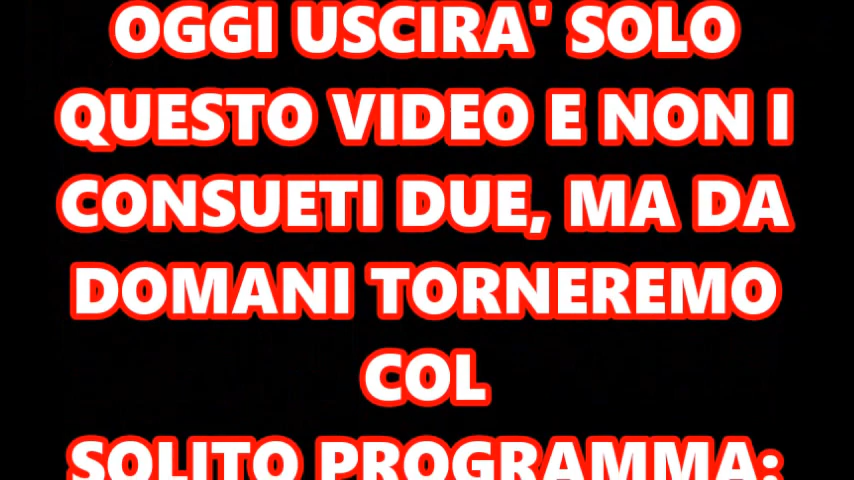 OGGI USCIRA' SOLO
QUESTO VIDEO E NON I
CONSUETI DUE, MA DA
DOMANI TORNEREMO
COL
SOLITO PROGRAMMA: